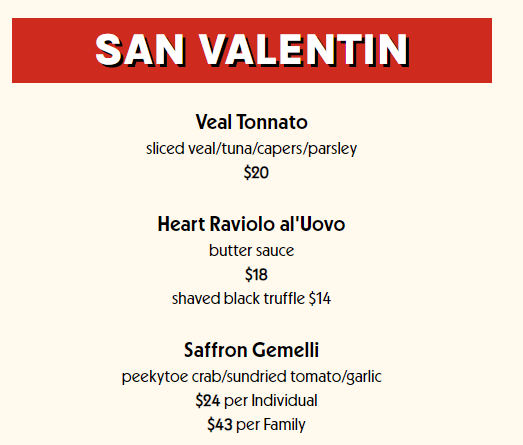 SAN VALENTIN
Veal Tonnato
sliced veal/tuna/capers/parsley
$20
Heart Raviolo al'Uovo
butter sauce
$18
shaved black truffle $14
Saffron Gemelli
peekytoe crab/sundried tomato/garlic
$24 per Individual
$43 per Family